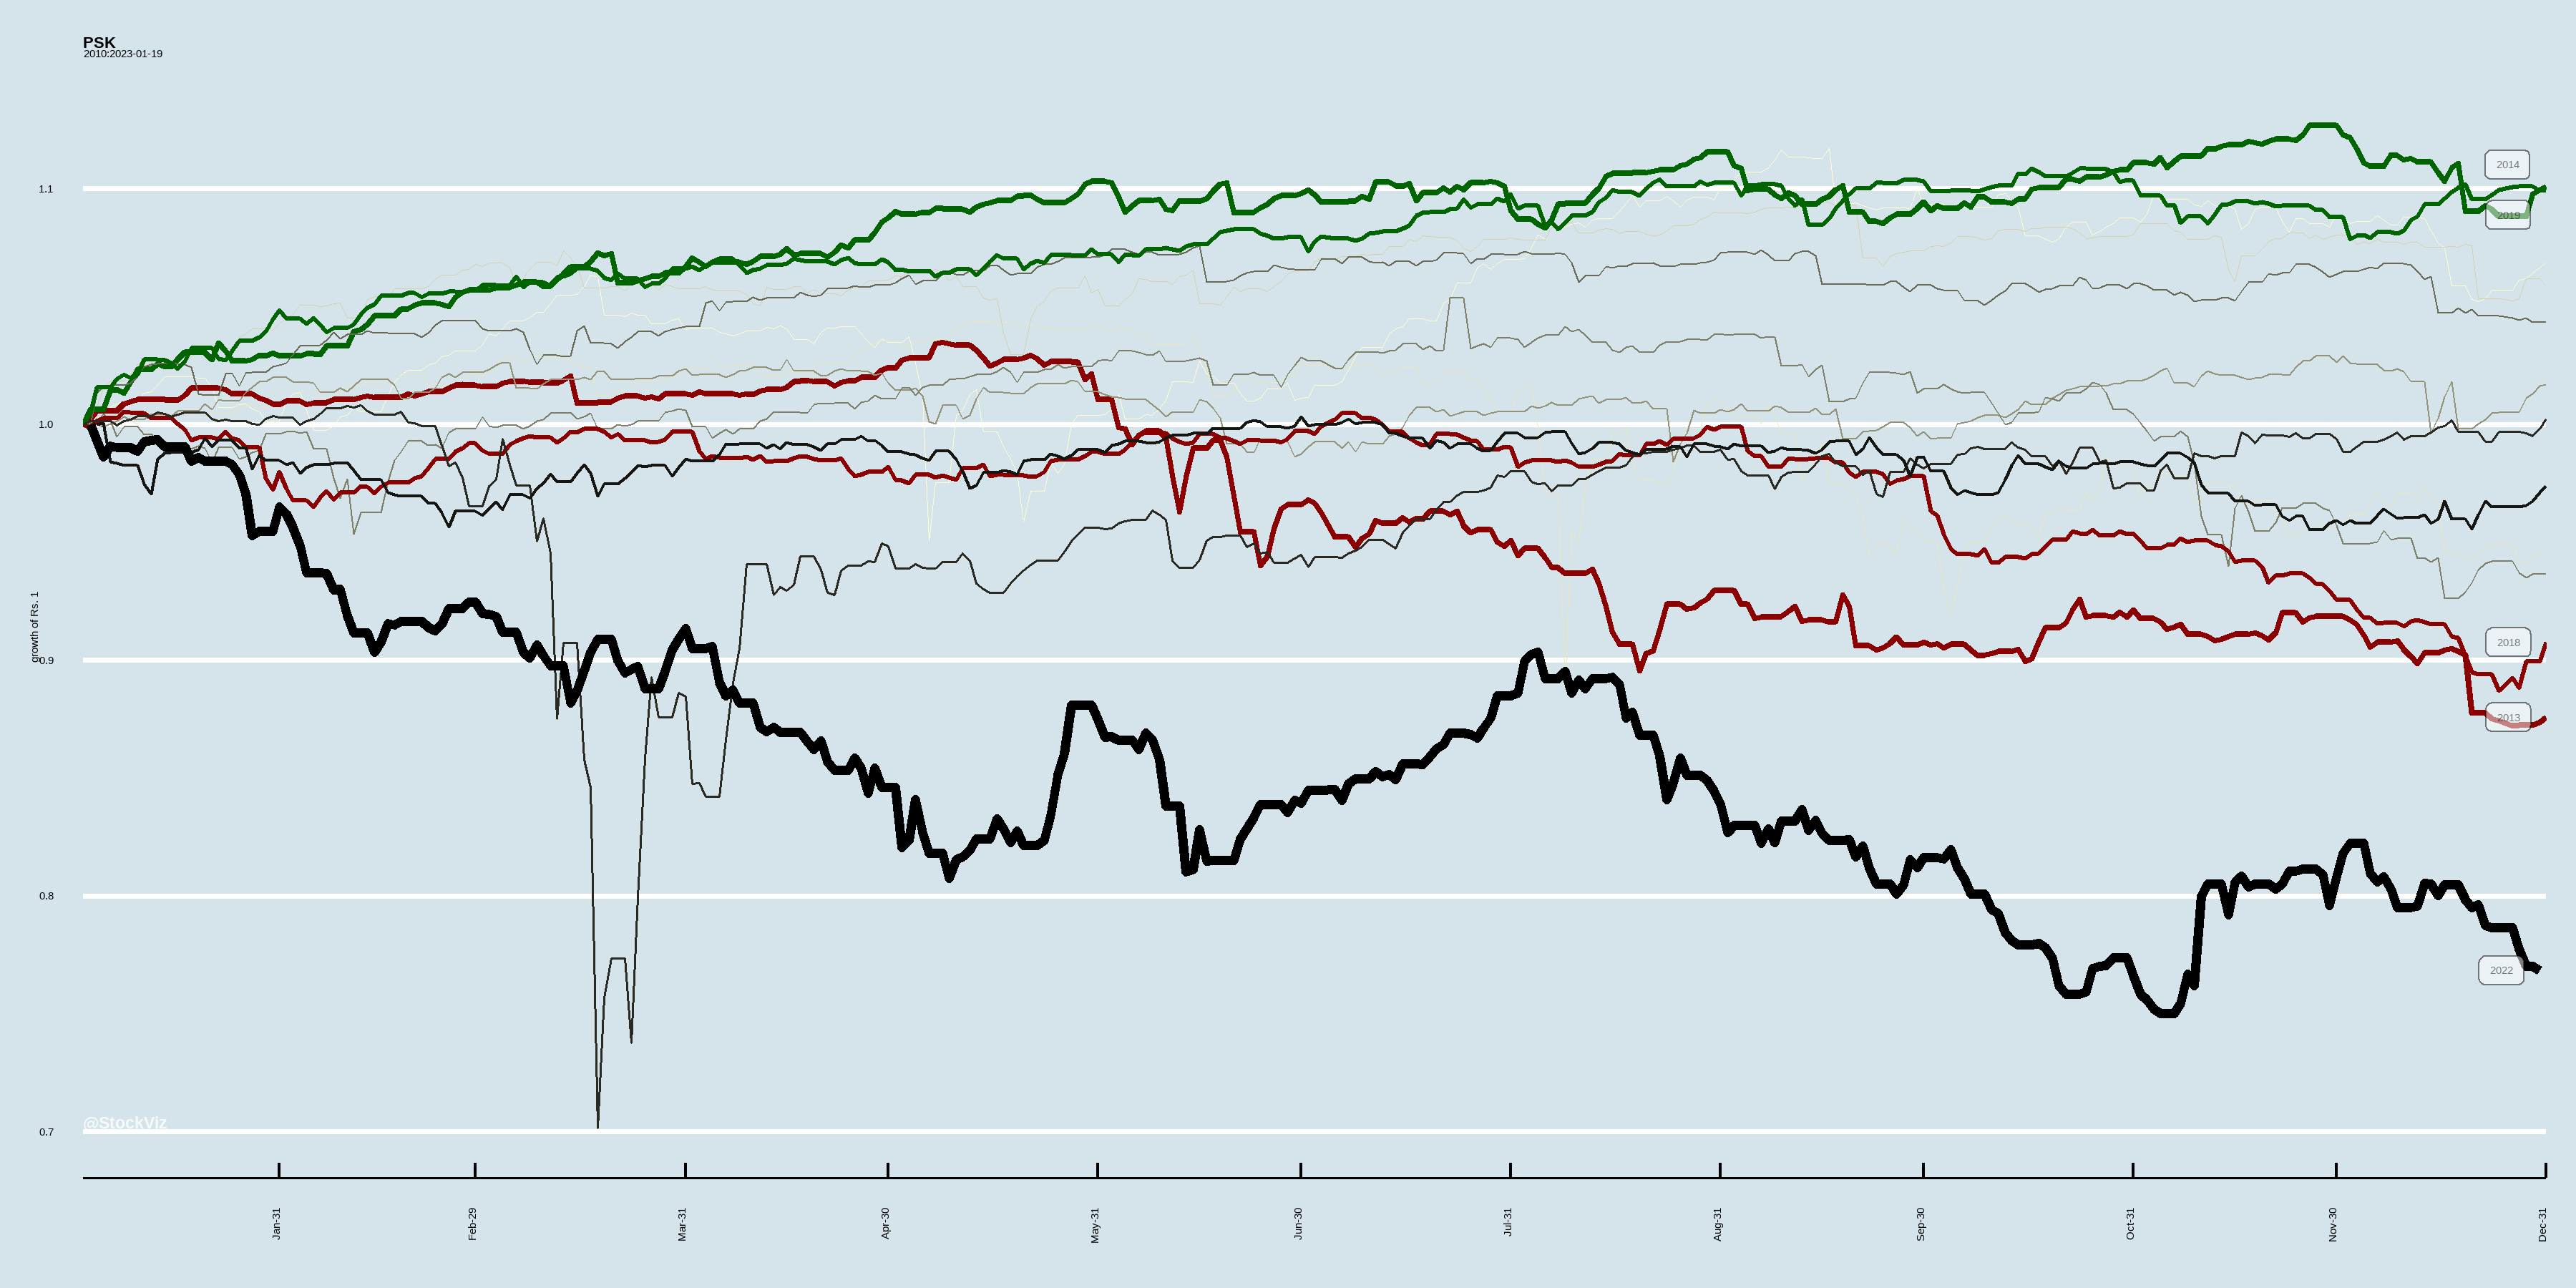 PSK
2010:2023-01-19
growth of Rs. 1
1.1
1.0
0.9
0.8
0.7
2014
2019
2018
2013
2022
@StockViz
Jan-31
Feb-29
Mar-31
Apr-30
May-31
Jun-30
Jul-31
Aug-31
Sep-30
Oct-31
Nov-30
Dec-31